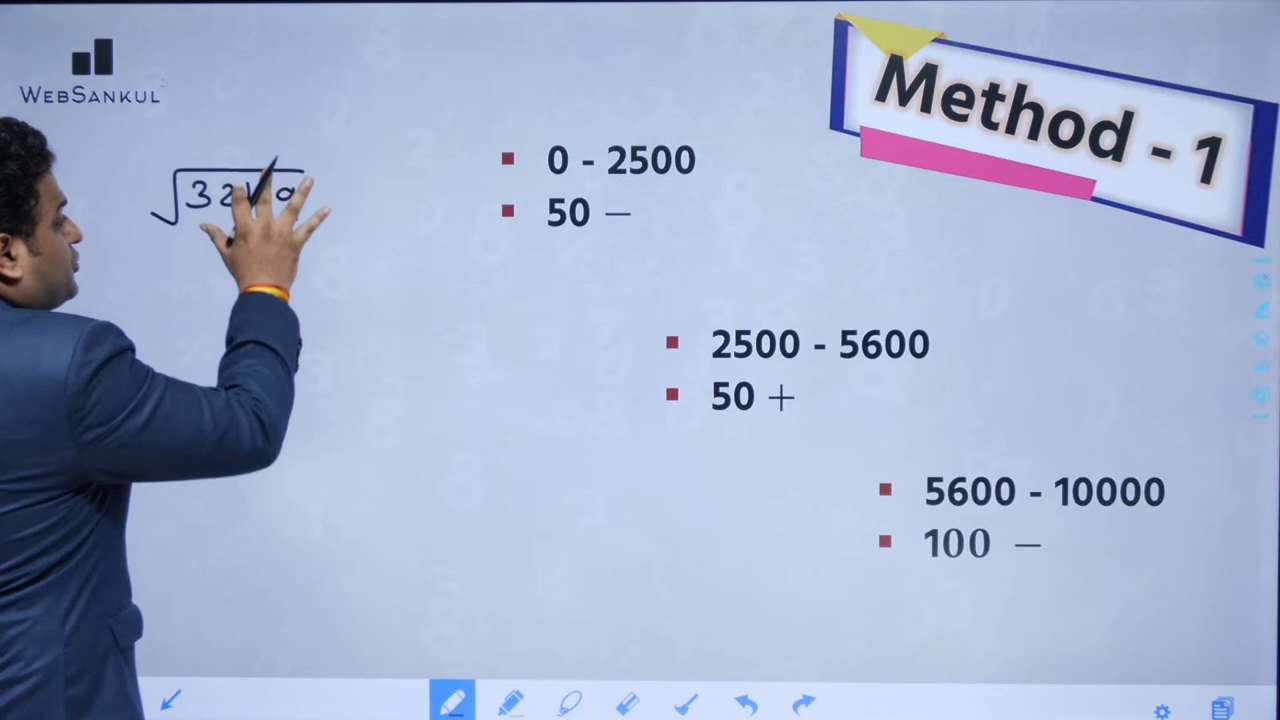 WEBSANKUL
Method - 1
0 - 2500
50 —
2500 - 5600
50 +
5600 - 10000
100 —